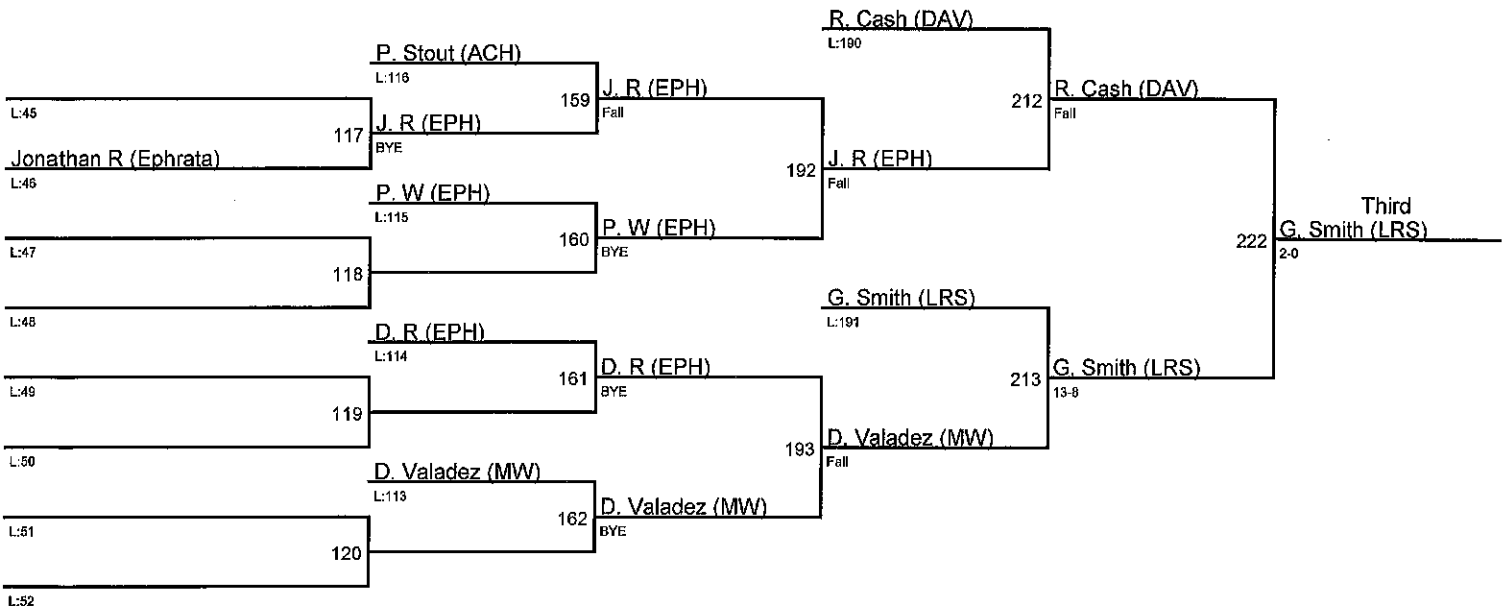 R. Cash (DAV)
L:190
P. Stout (ACH)
L:116
159
J. R (EPH)
Fall
212
R. Cash (DAV)
Fall
L:45
117
J. R (EPH)
BYE
Jonathan R (Ephrata)
L:46
192
J. R (EPH)
Fall
P. W (EPH)
L:115
160
P. W (EPH)
BYE
L:47
118
L:48
Third
222
G. Smith (LRS)
2-0
G. Smith (LRS)
L:191
D. R (EPH)
L:114
161
D. R (EPH)
BYE
213
G. Smith (LRS)
13-8
L:49
119
L:50
193
D. Valadez (MW)
Fall
D. Valadez (MW)
L:113
162
D. Valadez (MW)
BYE
L:51
120
L:52